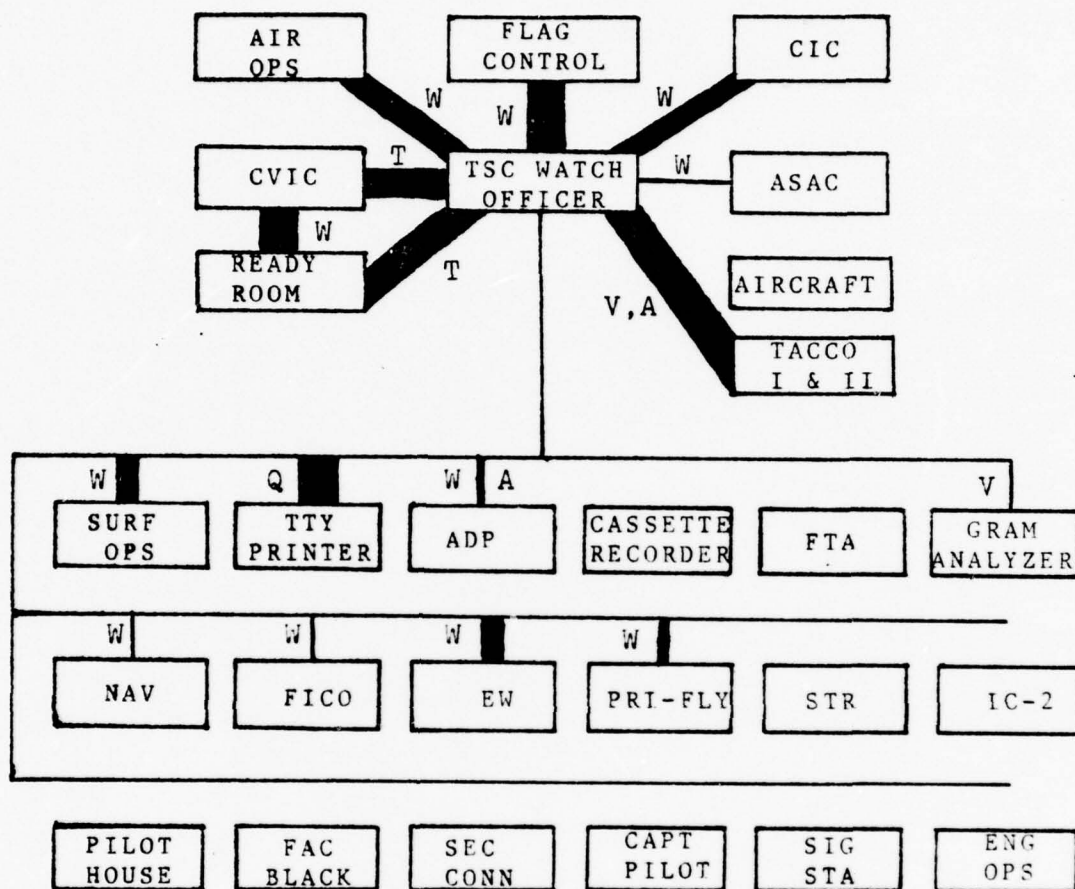 AIR
OPS
FLAG
CONTROL
CIC
W
W
W
CVIC
T
TSC WATCH
OFFICER
W
ASAC
W
READY
ROOM
T
AIRCRAFT
V,A
TACCO
I & II
W
Q
W
A
V
SURF
OPS
TTY
PRINTER
ADP
CASSETTE
RECORDER
FTA
GRAM
ANALYZER
W
W
W
W
NAV
FICO
EW
PRI-FLY
STR
IC-2
PILOT
HOUSE
FAC
BLACK
SEC
CONN
CAPT
PILOT
SIG
STA
ENG
OPS